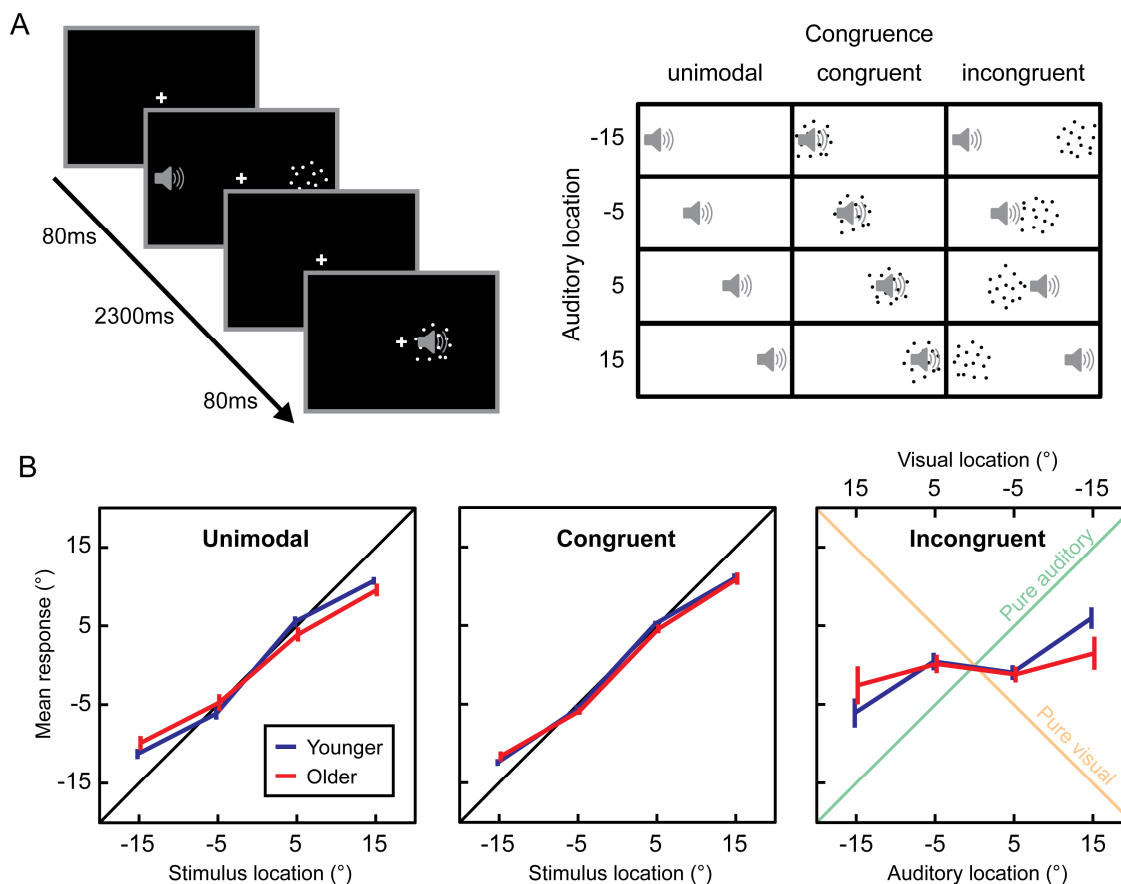 A
80ms
2300ms
80ms
Congruence
unimodal congruent incongruent
Auditory location
-15
-5
5
15
B
Mean response (°)
15
5
-5
-15
Unimodal
Younger
Older
-15 -5 5 15
Stimulus location (°)
Congruent
-15 -5 5 15
Stimulus location (°)
Visual location (°)
15 5 -5 -15
Incongruent
Pure auditory
Pure visual
-15 -5 5 15
Auditory location (°)